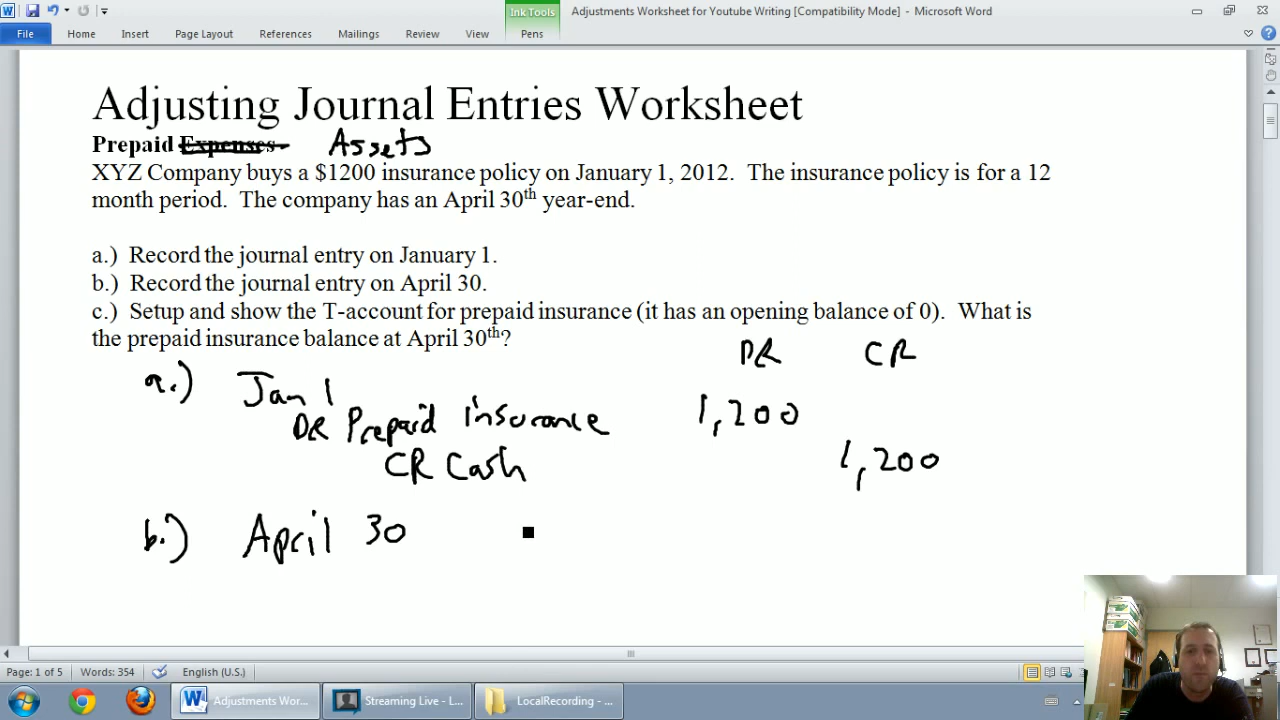 Ink Tools
Adjustments Worksheet for Youtube Writing [Compatibility Mode] - Microsoft Word
File Home Insert Page Layout References Mailings Review View Pens
Adjusting Journal Entries Worksheet
Prepaid Expenses Assets
XYZ Company buys a $1200 insurance policy on January 1, 2012. The insurance policy is for a 12
month period. The company has an April 30th year-end.
a.) Record the journal entry on January 1.
b.) Record the journal entry on April 30.
c.) Setup and show the T-account for prepaid insurance (it has an opening balance of 0). What is
the prepaid insurance balance at April 30th?
DR CR
a.) Jan 1
DR Prepaid insurance 1,200
CR Cash 1,200
b.) April 30
Page: 1 of 5 Words: 354 English (U.S.)
Adjustments Wor... Streaming Live - L... LocalRecording - ...